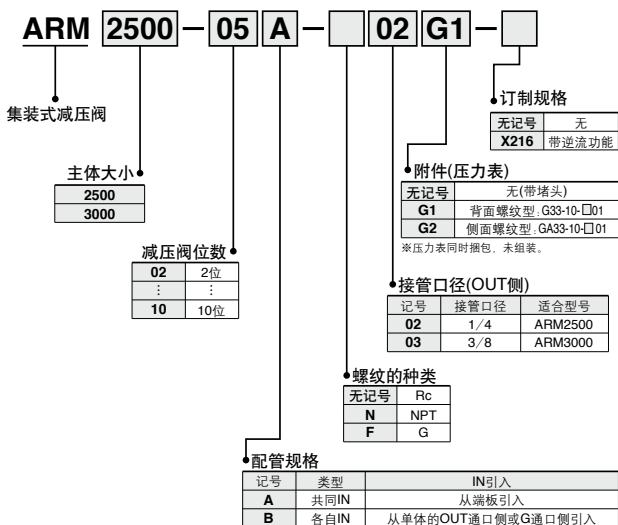 ARM 2500 - 05 A - □ 02 G1 - □
集装式减压阀
主体大小
2500
3000
减压阀位数
02 2位
⋮ ⋮
10 10位
订制规格
无记号 无
X216 带逆流功能
附件(压力表)
无记号 无(带堵头)
G1 背面螺纹型:G33-10-□01
G2 侧面螺纹型:GA33-10-□01
※压力表同时捆包，未组装。
接管口径(OUT侧)
记号 接管口径 适合型号
02 1/4 ARM2500
03 3/8 ARM3000
螺纹的种类
无记号 Rc
N NPT
F G
配管规格
记号 类型 IN引入
A 共同IN 从端板引入
B 各自IN 从单体的OUT通口侧或G通口侧引入